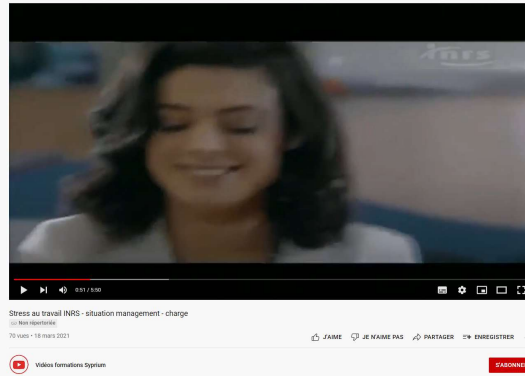 inrs
0:51 / 5:50
Stress au travail INRS - situation management - charge
Non répertoriée
70 vues • 18 mars 2021
J'AIME
JE N'AIME PAS
PARTAGER
ENREGISTRER
Vidéos formations Syprium
S'ABONNE